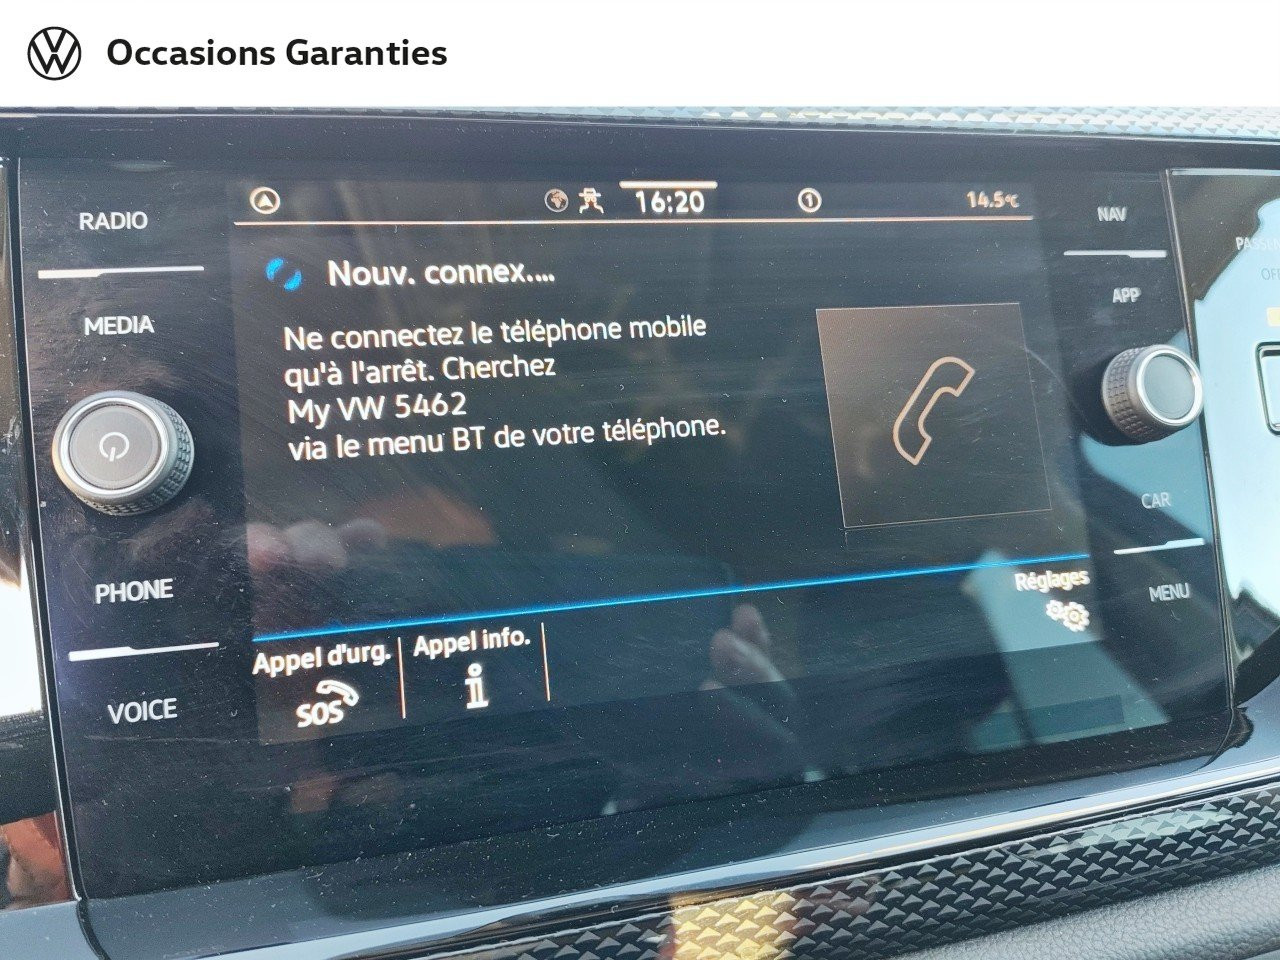 Occasions Garanties
RADIO
MEDIA
PHONE
VOICE
16:20
1
14.5°C
Nouv. connex....
Ne connectez le téléphone mobile
qu'à l'arrêt. Cherchez
My VW 5462
via le menu BT de votre téléphone.
Réglages
Appel d'urg.
SOS
Appel info.
i
NAV
APP
CAR
MENU